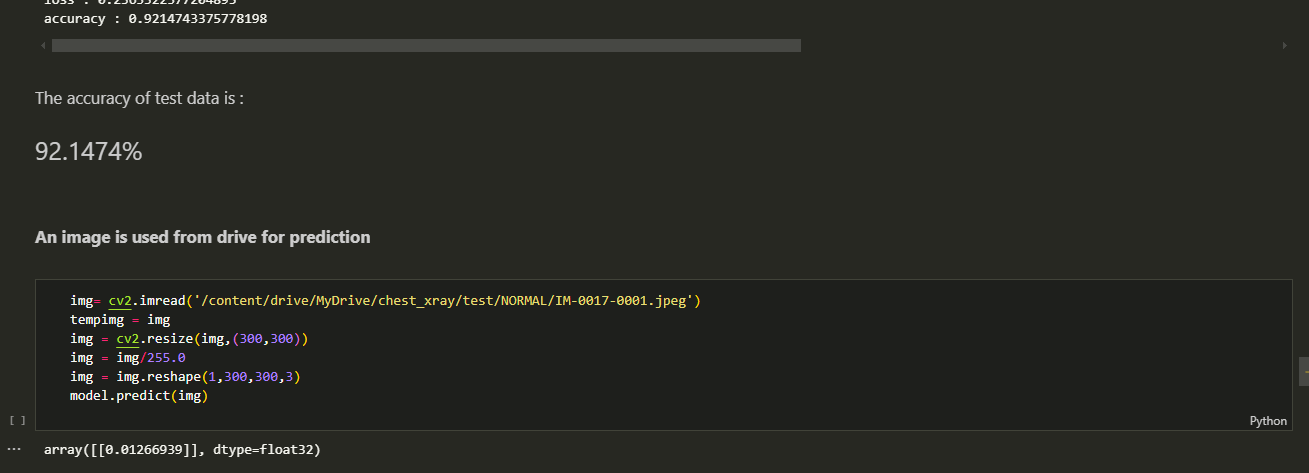 accuracy : 0.9214743375778198
The accuracy of test data is :
92.1474%
An image is used from drive for prediction
img= cv2.imread('/content/drive/MyDrive/chest_xray/test/NORMAL/IM-0017-0001.jpeg')
tempimg = img
img = cv2.resize(img,(300,300))
img = img/255.0
img = img.reshape(1,300,300,3)
model.predict(img)
[ ]
Python
... array([[0.01266939]], dtype=float32)